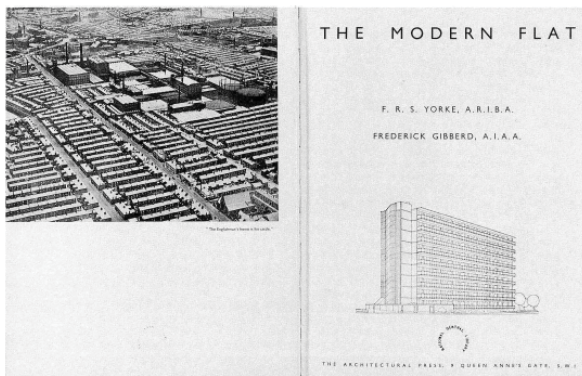 "The Englishman's home is his castle."
THE MODERN FLAT
F. R. S. YORKE, A.R.I.B.A.
FREDERICK GIBBERD, A.I.A.A.
THE ARCHITECTURAL PRESS, 9 QUEEN ANNE'S GATE, S.W.1